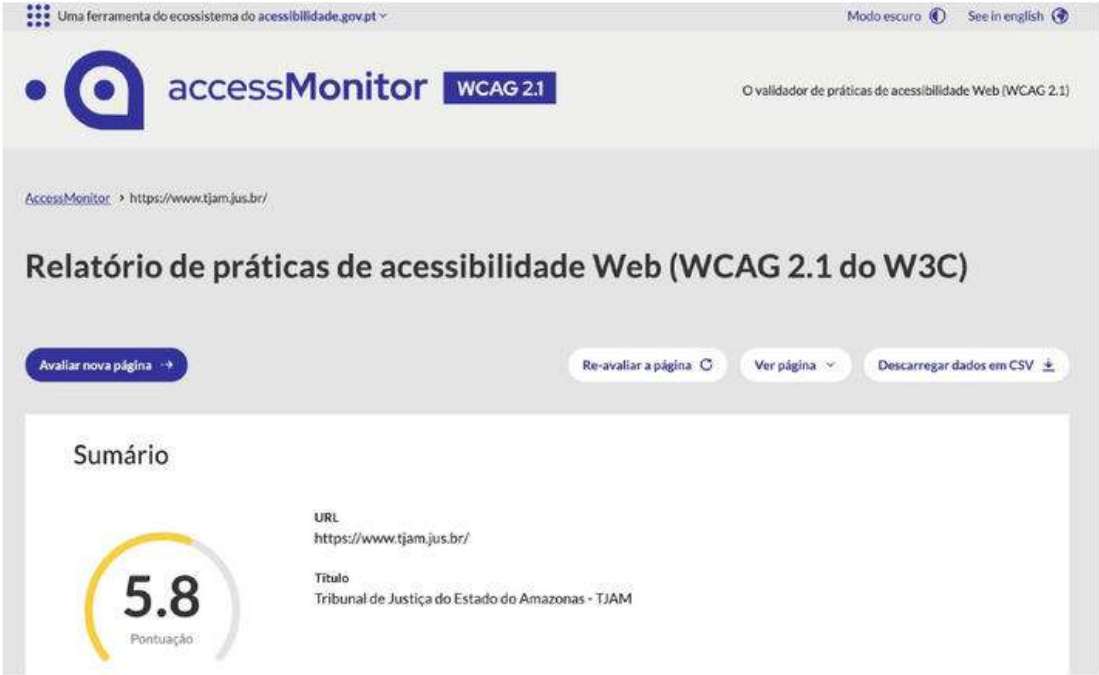 Uma ferramenta do ecossistema do acessibilidade.gov.pt
Modo escuro
See in english
accessMonitor WCAG 2.1
O validador de práticas de acessibilidade Web (WCAG 2.1)
AccessMonitor › https://www.tjam.jus.br/
Relatório de práticas de acessibilidade Web (WCAG 2.1 do W3C)
Avaliar nova página →
Re-avaliar a página
Ver página
Descarregar dados em CSV
Sumário
5.8
Pontuação
URL
https://www.tjam.jus.br/
Título
Tribunal de Justiça do Estado do Amazonas - TJAM